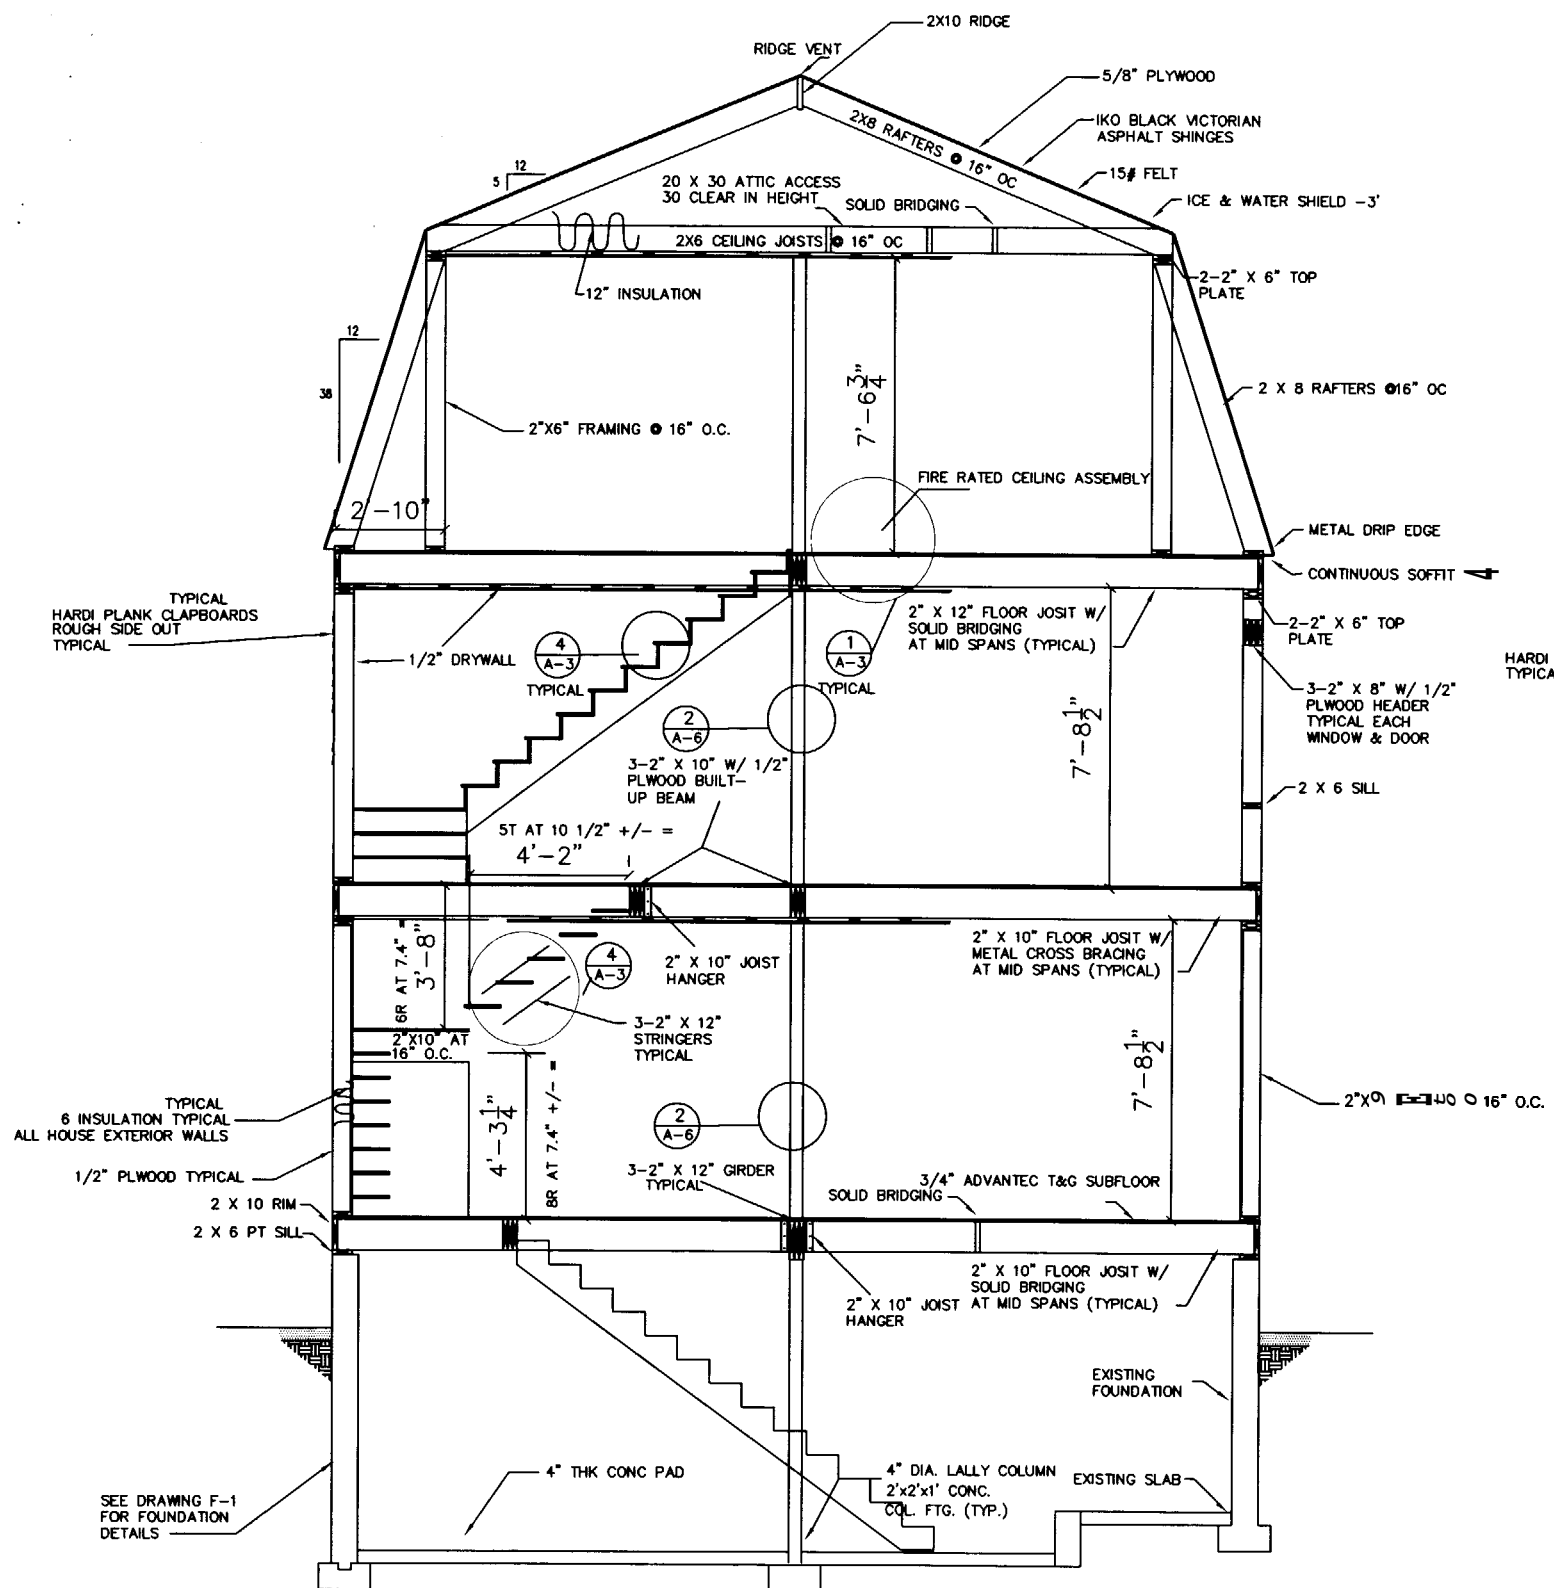 2X10 RIDGE
RIDGE VENT
5/8" PLYWOOD
2X8 RAFTERS @ 16" OC
IKO BLACK VICTORIAN
ASPHALT SHINGES
12
5
15# FELT
20 X 30 ATTIC ACCESS
30 CLEAR IN HEIGHT
SOLID BRIDGING
ICE & WATER SHIELD -3'
2X6 CEILING JOISTS @ 16" OC
12" INSULATION
2-2" X 6" TOP
PLATE
12
38
7'-6 3/4"
2 X 8 RAFTERS @16" OC
2"X6" FRAMING @ 16" O.C.
FIRE RATED CEILING ASSEMBLY
2'-10"
METAL DRIP EDGE
CONTINUOUS SOFFIT
TYPICAL
HARDI PLANK CLAPBOARDS
ROUGH SIDE OUT
TYPICAL
2" X 12" FLOOR JOSIT W/
SOLID BRIDGING
AT MID SPANS (TYPICAL)
2-2" X 6" TOP
PLATE
1/2" DRYWALL
4
A-3
TYPICAL
1
A-3
TYPICAL
HARDI
TYPICA
3-2" X 8" W/ 1/2"
PLWOOD HEADER
TYPICAL EACH
WINDOW & DOOR
2
A-6
7'-8 1/2"
3-2" X 10" W/ 1/2"
PLWOOD BUILT-
UP BEAM
2 X 6 SILL
5T AT 10 1/2" +/- =
4'-2"
6R AT 7.4" =
3'-8"
4
A-3
2" X 10" JOIST
HANGER
2" X 10" FLOOR JOSIT W/
METAL CROSS BRACING
AT MID SPANS (TYPICAL)
3-2" X 12"
STRINGERS
TYPICAL
2"X10" AT
16" O.C.
7'-8 1/2"
TYPICAL
6 INSULATION TYPICAL
ALL HOUSE EXTERIOR WALLS
4'-3 1/4"
8R AT 7.4" +/- =
2
A-6
16" O.C.
1/2" PLWOOD TYPICAL
3-2" X 12" GIRDER
TYPICAL
3/4" ADVANTEC T&G SUBFLOOR
SOLID BRIDGING
2 X 10 RIM
2 X 6 PT SILL
2" X 10" FLOOR JOSIT W/
SOLID BRIDGING
AT MID SPANS (TYPICAL)
2" X 10" JOIST
HANGER
EXISTING
FOUNDATION
4" THK CONC PAD
4" DIA. LALLY COLUMN
2'x2'x1' CONC.
COL. FTG. (TYP.)
EXISTING SLAB
SEE DRAWING F-1
FOR FOUNDATION
DETAILS